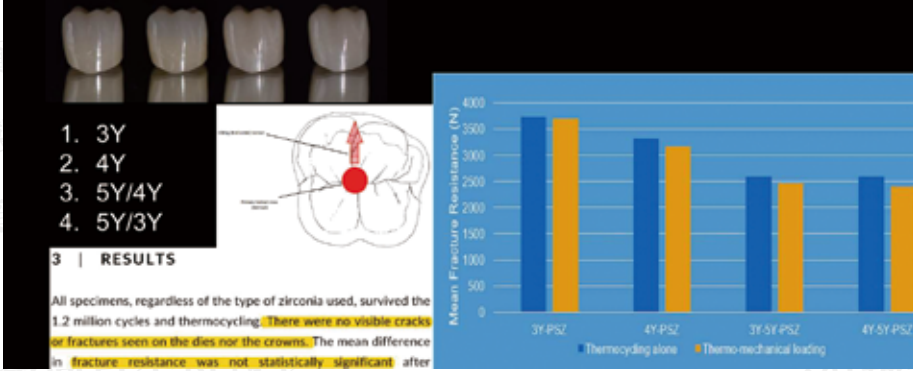 1. 3Y
2. 4Y
3. 5Y/4Y
4. 5Y/3Y
3 | RESULTS
All specimens, regardless of the type of zirconia used, survived the
1.2 million cycles and thermocycling. There were no visible cracks
or fractures seen on the dies nor the crowns. The mean difference
in fracture resistance was not statistically significant after
Mean Fracture Resistance (N)
4000
3500
3000
2500
2000
1500
1000
500
0
3Y-PSZ 4Y-PSZ 3Y-5Y-PSZ 4Y-5Y-PSZ
Thermocycling alone Thermo-mechanical loading